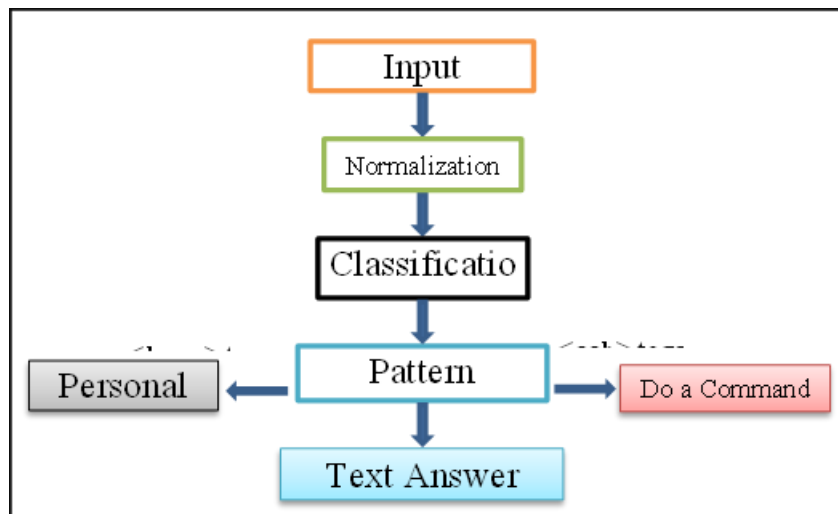 Input
Normalization
Classificatio
Personal
Pattern
Do a Command
Text Answer